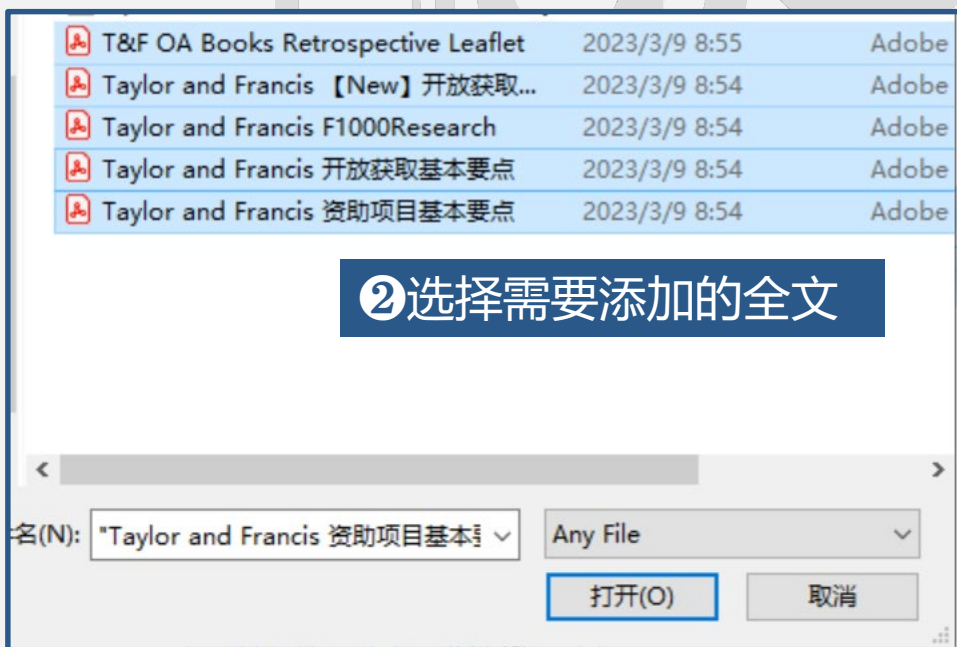 T&F OA Books Retrospective Leaflet 2023/3/9 8:55 Adobe
Taylor and Francis 【New】开放获取... 2023/3/9 8:54 Adobe
Taylor and Francis F1000Research 2023/3/9 8:54 Adobe
Taylor and Francis 开放获取基本要点 2023/3/9 8:54 Adobe
Taylor and Francis 资助项目基本要点 2023/3/9 8:54 Adobe
❷选择需要添加的全文
名(N): "Taylor and Francis 资助项目基本 Any File
打开(O) 取消